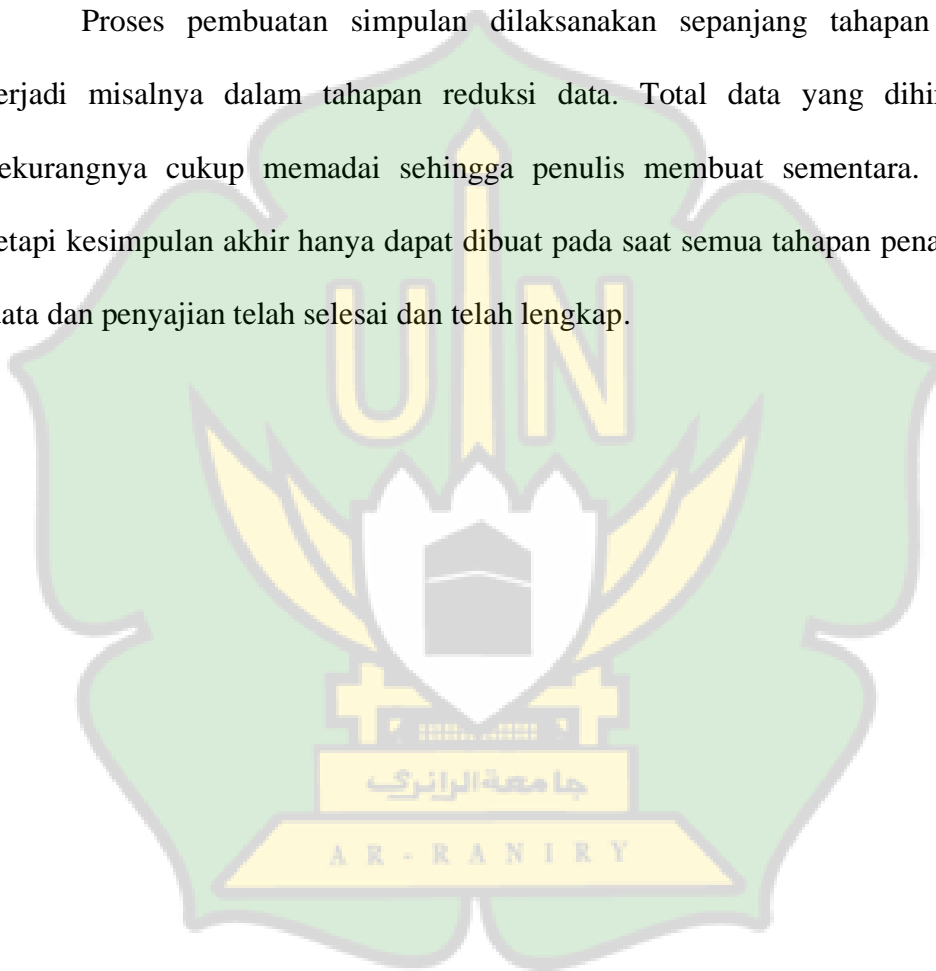 Proses pembuatan simpulan dilaksanakan sepanjang tahapan
erjadi misalnya dalam tahapan reduksi data. Total data yang dihi
ekurangnya cukup memadai sehingga penulis membuat sementara.
etapi kesimpulan akhir hanya dapat dibuat pada saat semua tahapan pena
ata dan penyajian telah selesai dan telah lengkap.
UIN
جامعةالرانري
AR-RANIRY